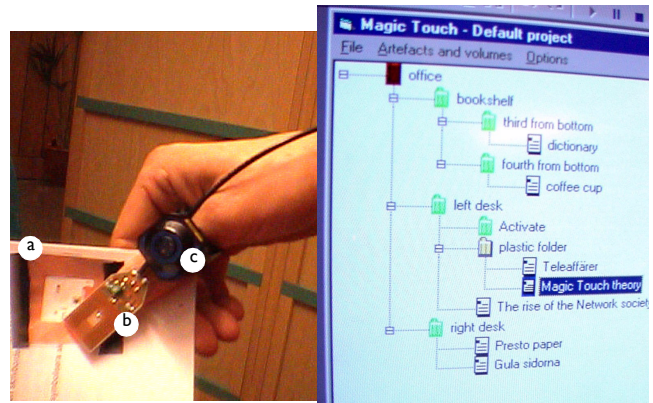 a
b
c
Magic Touch - Default project
File Artefacts and volumes Options
office
bookshelf
third from bottom
dictionary
fourth from bottom
coffee cup
left desk
Activate
plastic folder
Teleaffärer
Magic Touch theory
The rise of the Network society
right desk
Presto paper
Gula sidorna